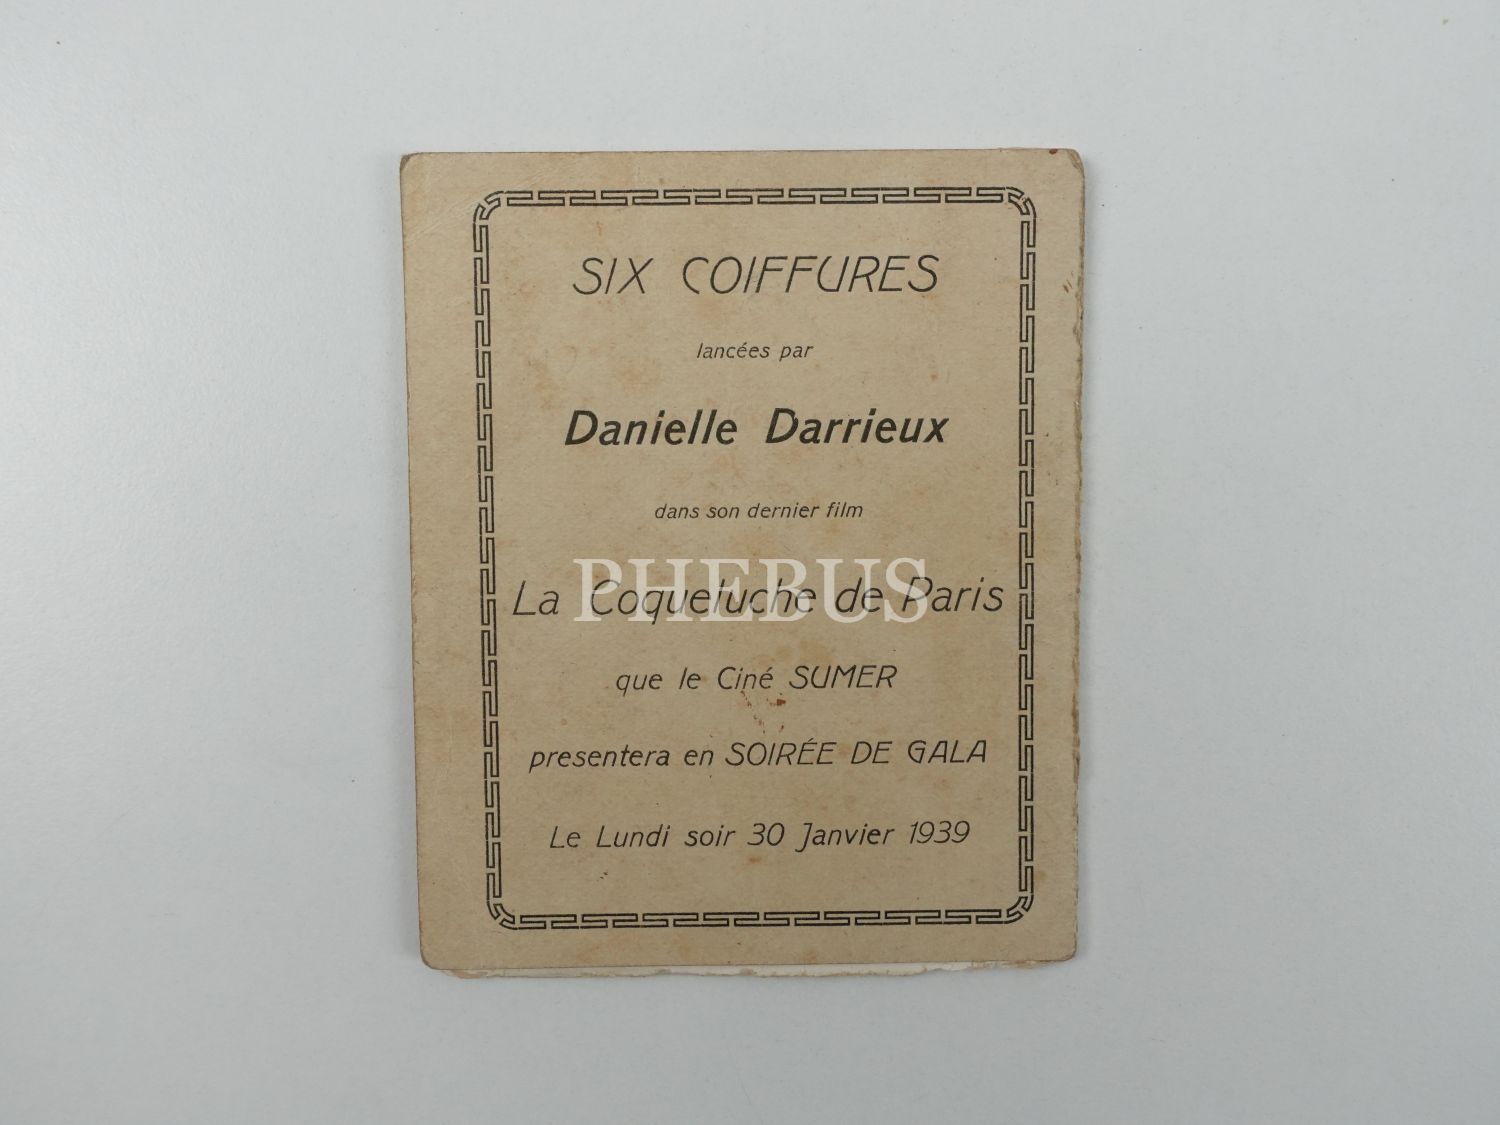 SIX COIFFURES
lancées par
Danielle Darrieux
dans son dernier film
La Coqueluche de Paris
PHEBUS
que le Ciné SUMER
presentera en SOIRÉE DE GALA
Le Lundi soir 30 Janvier 1939